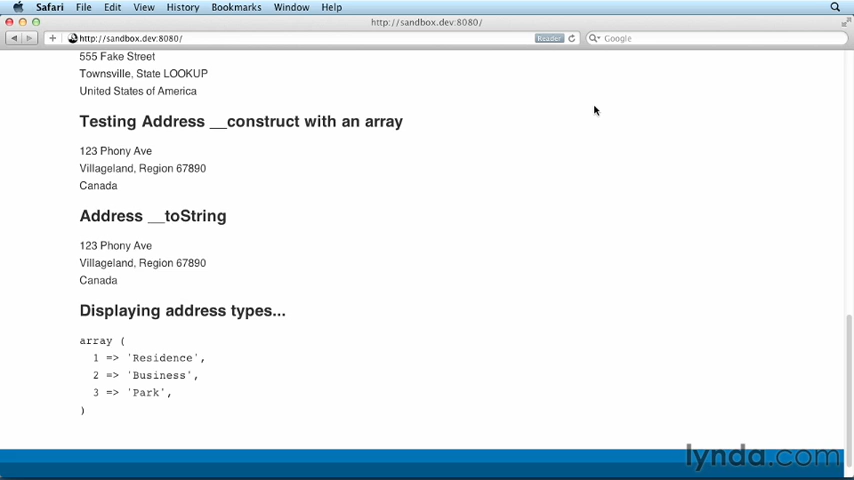 Safari File Edit View History Bookmarks Window Help
http://sandbox.dev:8080/
http://sandbox.dev:8080/ Reader Google
555 Fake Street
Townsville, State LOOKUP
United States of America
Testing Address __construct with an array
123 Phony Ave
Villageland, Region 67890
Canada
Address __toString
123 Phony Ave
Villageland, Region 67890
Canada
Displaying address types...
array (
1 => 'Residence',
2 => 'Business',
3 => 'Park',
)
lynda.com